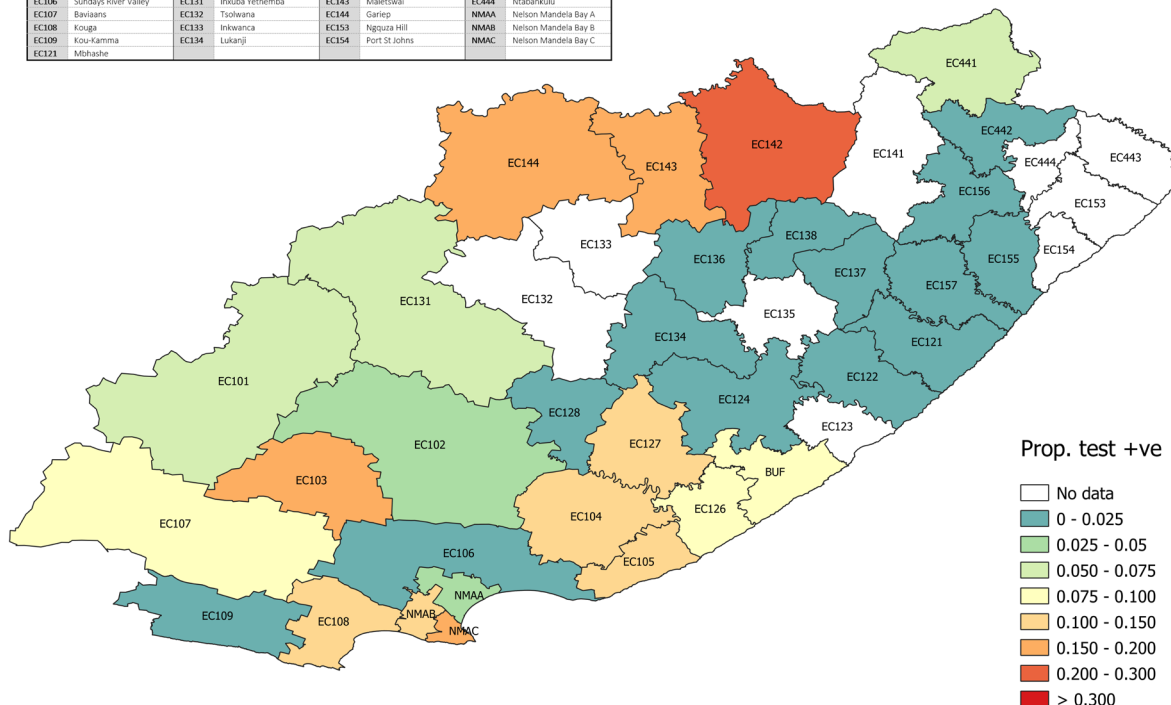 EC106 Sundays River Valley EC131 Inxuba Yethemba EC143 Maletswai EC444 Ntabankulu
EC107 Baviaans EC132 Tsolwana EC144 Gariep NMAA Nelson Mandela Bay A
EC108 Kouga EC133 Inkwanca EC153 Ngquza Hill NMAB Nelson Mandela Bay B
EC109 Kou-Kamma EC134 Lukanji EC154 Port St Johns NMAC Nelson Mandela Bay C
EC121 Mbhashe
EC441
EC442
EC144
EC143
EC142
EC141
EC444
EC443
EC156
EC153
EC138
EC133
EC136
EC137
EC155
EC154
EC157
EC131
EC132
EC135
EC134
EC121
EC101
EC122
EC128
EC124
EC123
EC102
EC127
BUF
EC103
EC107
EC104
EC126
EC106
EC105
EC109
EC108
NMAA
NMAB
NMAC
Prop. test +ve
No data
0 - 0.025
0.025 - 0.05
0.050 - 0.075
0.075 - 0.100
0.100 - 0.150
0.150 - 0.200
0.200 - 0.300
> 0.300